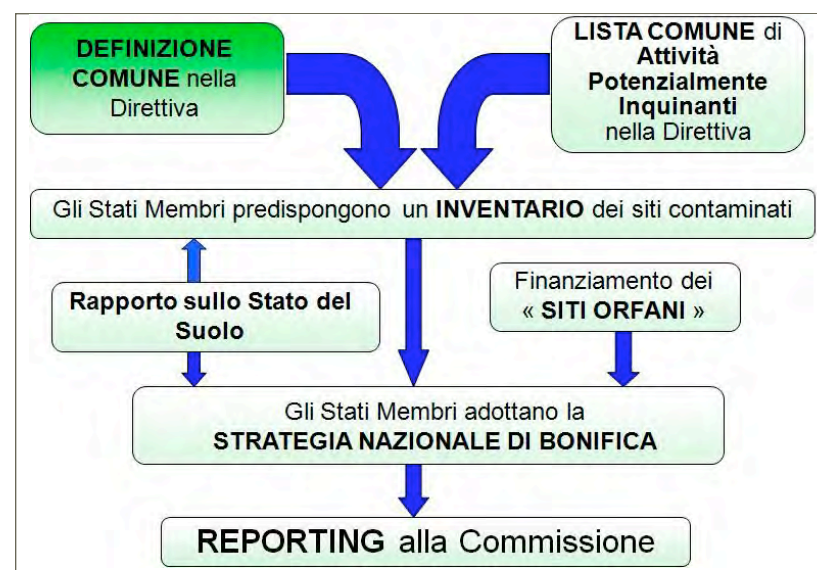 DEFINIZIONE
COMUNE nella
Direttiva
LISTA COMUNE di
Attività
Potenzialmente
Inquinanti
nella Direttiva
Gli Stati Membri predispongono un INVENTARIO dei siti contaminati
Rapporto sullo Stato del
Suolo
Finanziamento dei
« SITI ORFANI »
Gli Stati Membri adottano la
STRATEGIA NAZIONALE DI BONIFICA
REPORTING alla Commissione